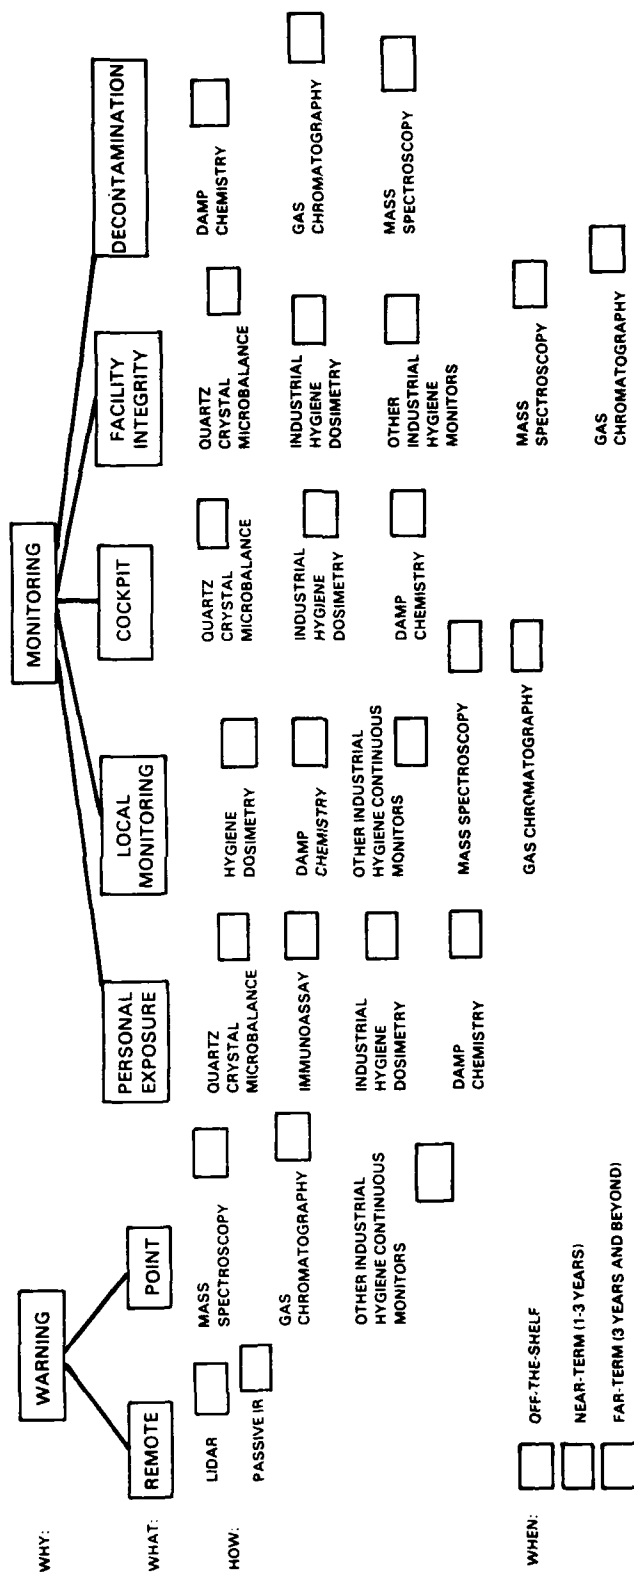 WHY:
WARNING
MONITORING
WHAT:
REMOTE
POINT
PERSONAL
EXPOSURE
LOCAL
MONITORING
COCKPIT
FACILITY
INTEGRITY
DECONTAMINATION
HOW:
LIDAR
PASSIVE IR
MASS
SPECTROSCOPY
GAS
CHROMATOGRAPHY
OTHER INDUSTRIAL
HYGIENE CONTINUOUS
MONITORS
QUARTZ
CRYSTAL
MICROBALANCE
IMMUNOASSAY
INDUSTRIAL
HYGIENE
DOSIMETRY
DAMP
CHEMISTRY
HYGIENE
DOSIMETRY
DAMP
CHEMISTRY
OTHER INDUSTRIAL
HYGIENE CONTINUOUS
MONITORS
MASS SPECTROSCOPY
GAS CHROMATOGRAPHY
QUARTZ
CRYSTAL
MICROBALANCE
INDUSTRIAL
HYGIENE
DOSIMETRY
DAMP
CHEMISTRY
QUARTZ
CRYSTAL
MICROBALANCE
INDUSTRIAL
HYGIENE
DOSIMETRY
OTHER
INDUSTRIAL
HYGIENE
MONITORS
MASS
SPECTROSCOPY
GAS
CHROMATOGRAPHY
DAMP
CHEMISTRY
GAS
CHROMATOGRAPHY
MASS
SPECTROSCOPY
WHEN:
OFF-THE-SHELF
NEAR-TERM (1-3 YEARS)
FAR-TERM (3 YEARS AND BEYOND)